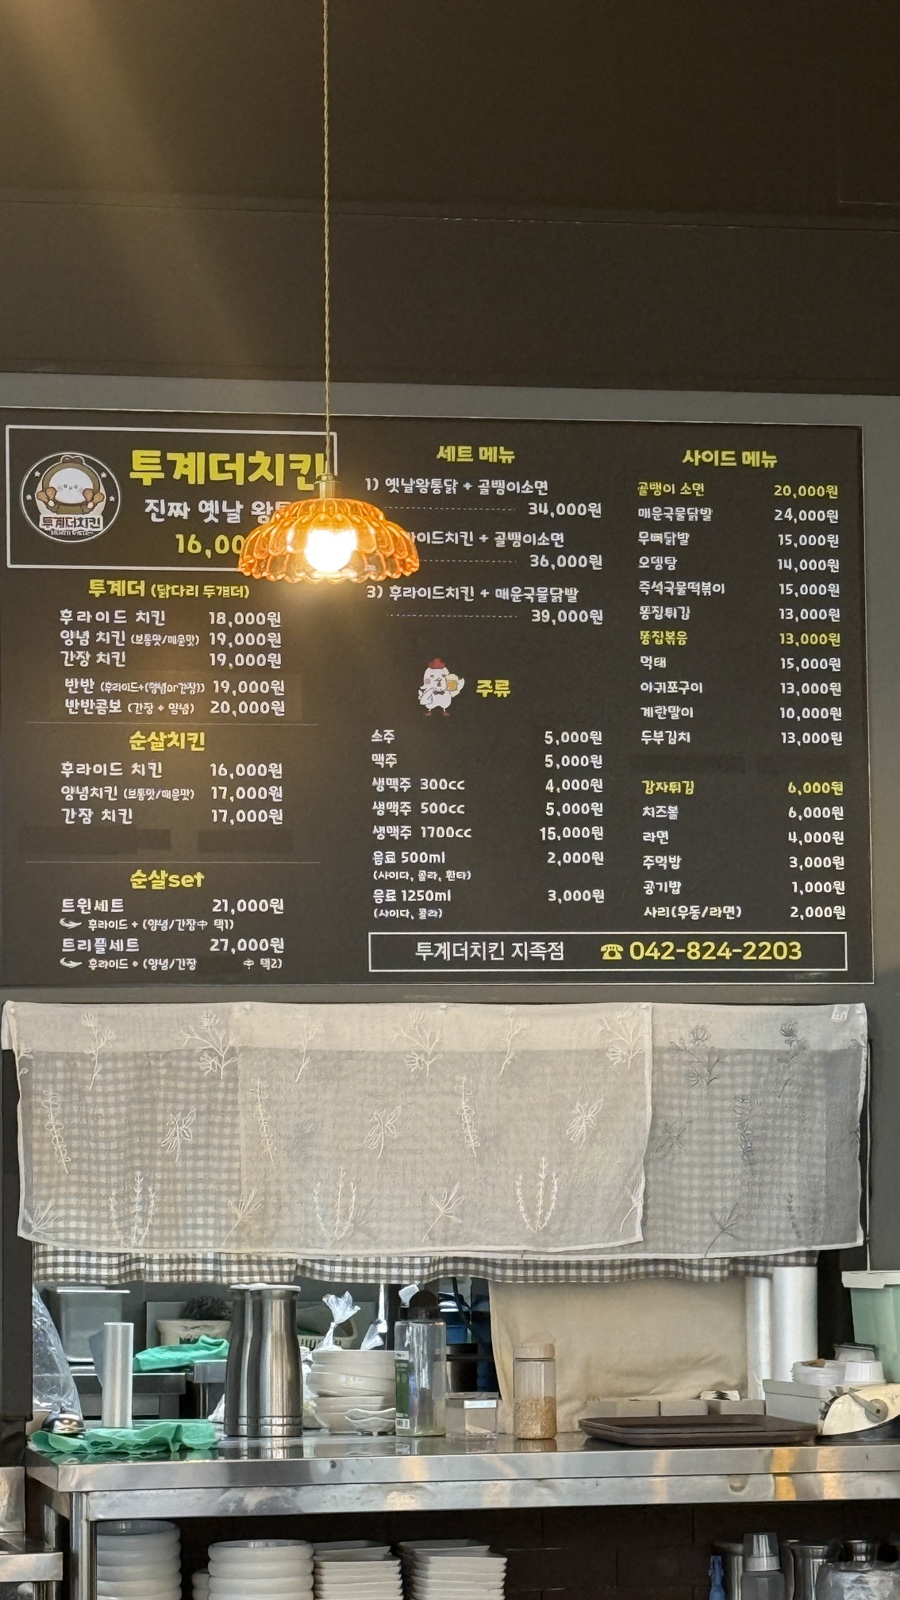 투계더치킨
투계더치킨
진짜 옛날
투계더 (닭다리 두개더)
후라이드 치킨 18,000원
양념 치킨 (보통맛/매운맛) 19,000원
간장 치킨 19,000원
반반 (후라이드+(양념or간장)) 19,000원
반반콤보 (간장 + 양념) 20,000원
순살치킨
후라이드 치킨 16,000원
양념치킨 (보통맛/매운맛) 17,000원
간장 치킨 17,000원
순살set
트윈세트 21,000원
후라이드 + (양념/간장中 택1)
트리플세트 27,000원
후라이드 + (양념/간장 中 택2)
세트 메뉴
1) 옛날왕통닭 + 골뱅이소면
34,000원
+ 골뱅이소면
36,000원
3) 후라이드치킨 + 매운국물닭발
39,000원
주류
소주 5,000원
맥주 5,000원
생맥주 300cc 4,000원
생맥주 500cc 5,000원
생맥주 1700cc 15,000원
음료 500ml 2,000원
(사이다, 콜라, 환타)
음료 1250ml 3,000원
(사이다, 콜라)
사이드 메뉴
골뱅이 소면 20,000원
매운국물닭발 24,000원
무뼈닭발 15,000원
오뎅탕 14,000원
즉석국물떡볶이 15,000원
똥집튀김 13,000원
똥집볶음 13,000원
먹태 15,000원
아귀포구이 13,000원
계란말이 10,000원
두부김치 13,000원
감자튀김 6,000원
치즈볼 6,000원
라면 4,000원
주먹밥 3,000원
공기밥 1,000원
사리(우동/라면) 2,000원
투계더치킨 지족점 ☎ 042-824-2203